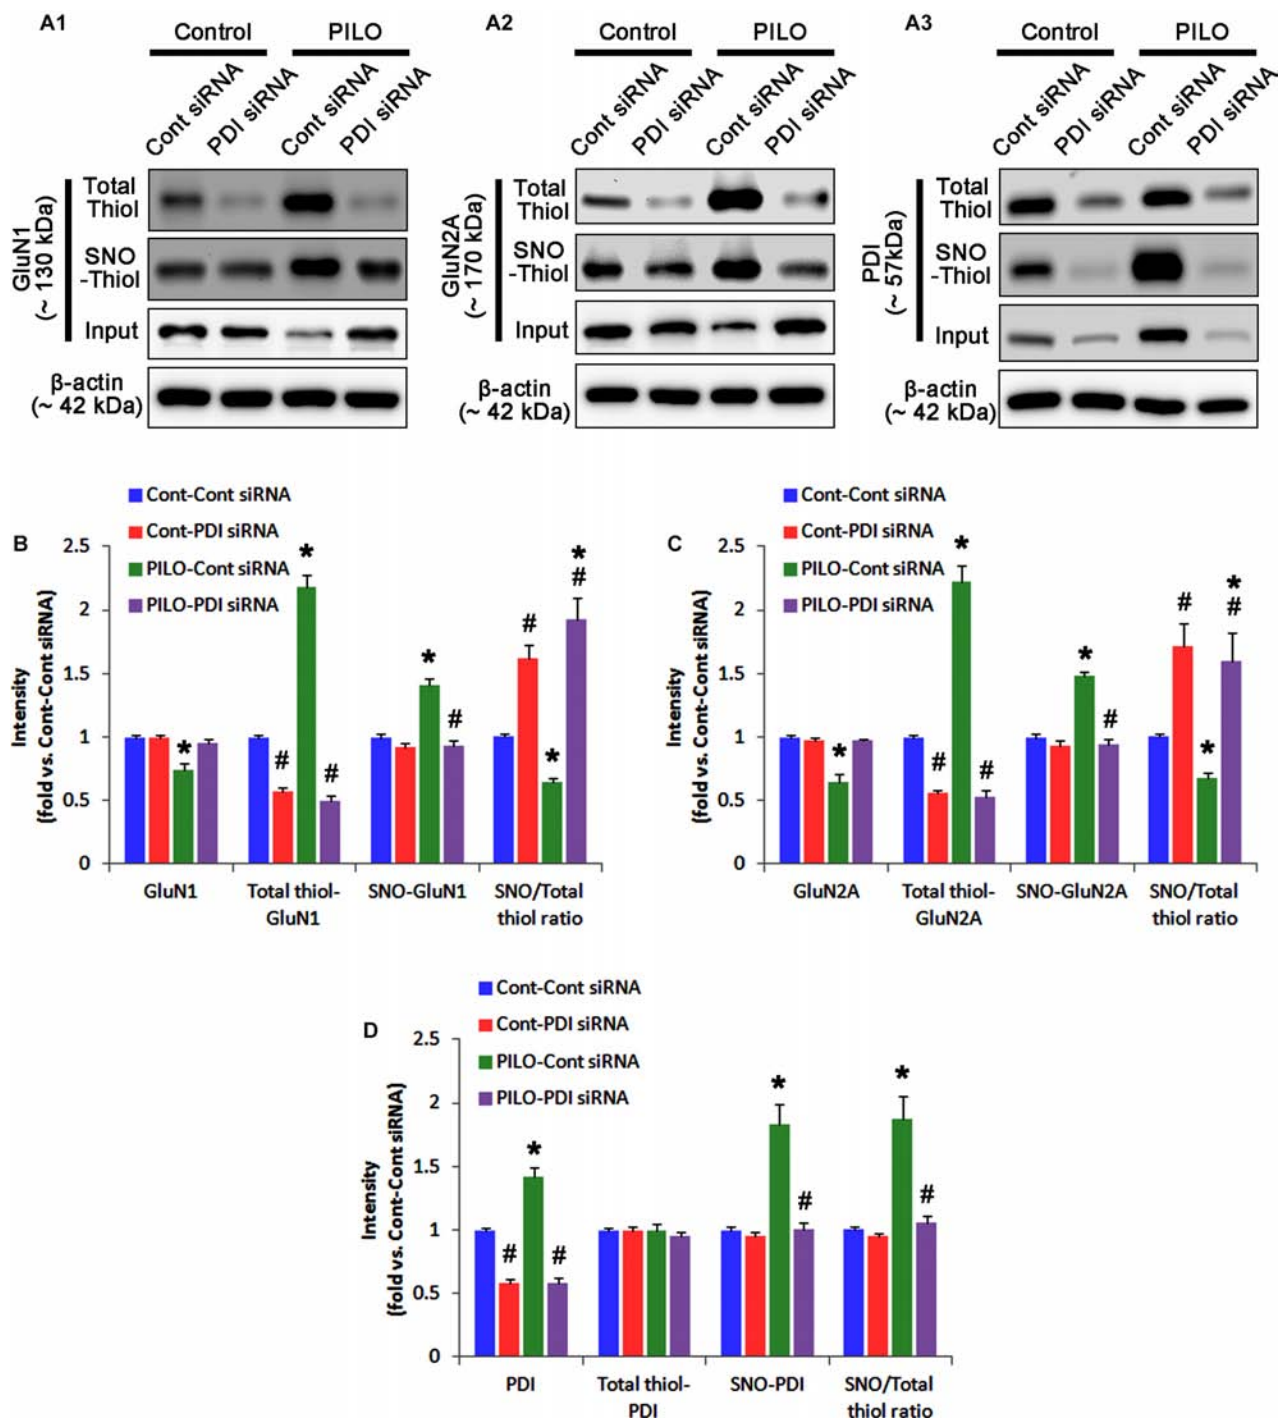 A1
Control PILO
Cont siRNA PDI siRNA Cont siRNA PDI siRNA
GluN1
(~ 130 kDa)
Total
Thiol
SNO
-Thiol
Input
β-actin
(~ 42 kDa)
A2
Control PILO
Cont siRNA PDI siRNA Cont siRNA PDI siRNA
GluN2A
(~ 170 kDa)
Total
Thiol
SNO
-Thiol
Input
β-actin
(~ 42 kDa)
A3
Control PILO
Cont siRNA PDI siRNA Cont siRNA PDI siRNA
PDI
(~ 57kDa)
Total
Thiol
SNO
-Thiol
Input
β-actin
(~ 42 kDa)
B
Cont-Cont siRNA
Cont-PDI siRNA
PILO-Cont siRNA
PILO-PDI siRNA
Intensity
(fold vs. Cont-Cont siRNA)
2.5
2
1.5
1
0.5
0
*
# * #
* #
# * * #
GluN1 Total thiol- SNO-GluN1 SNO/Total
GluN1 thiol ratio
C
Cont-Cont siRNA
Cont-PDI siRNA
PILO-Cont siRNA
PILO-PDI siRNA
Intensity
(fold vs. Cont-Cont siRNA)
2.5
2
1.5
1
0.5
0
*
# * #
* #
# * * #
GluN2A Total thiol- SNO-GluN2A SNO/Total
GluN2A thiol ratio
D
Cont-Cont siRNA
Cont-PDI siRNA
PILO-Cont siRNA
PILO-PDI siRNA
Intensity
(fold vs. Cont-Cont siRNA)
2.5
2
1.5
1
0.5
0
# * #
* #
* #
PDI Total thiol- SNO-PDI SNO/Total
PDI thiol ratio